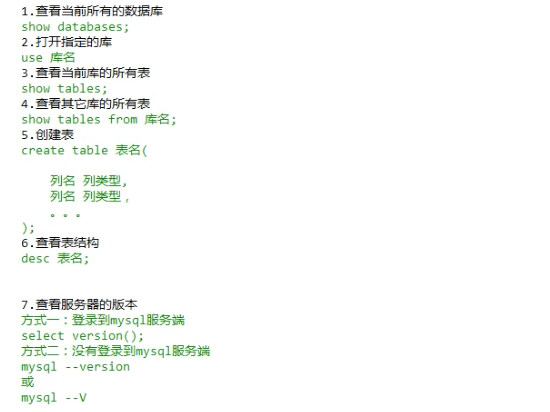 1.查看当前所有的数据库
show databases;
2.打开指定的库
use 库名
3.查看当前库的所有表
show tables;
4.查看其它库的所有表
show tables from 库名;
5.创建表
create table 表名(
列名 列类型,
列名 列类型，
。。。
);
6.查看表结构
desc 表名;
7.查看服务器的版本
方式一：登录到mysql服务端
select version();
方式二：没有登录到mysql服务端
mysql --version
或
mysql --V